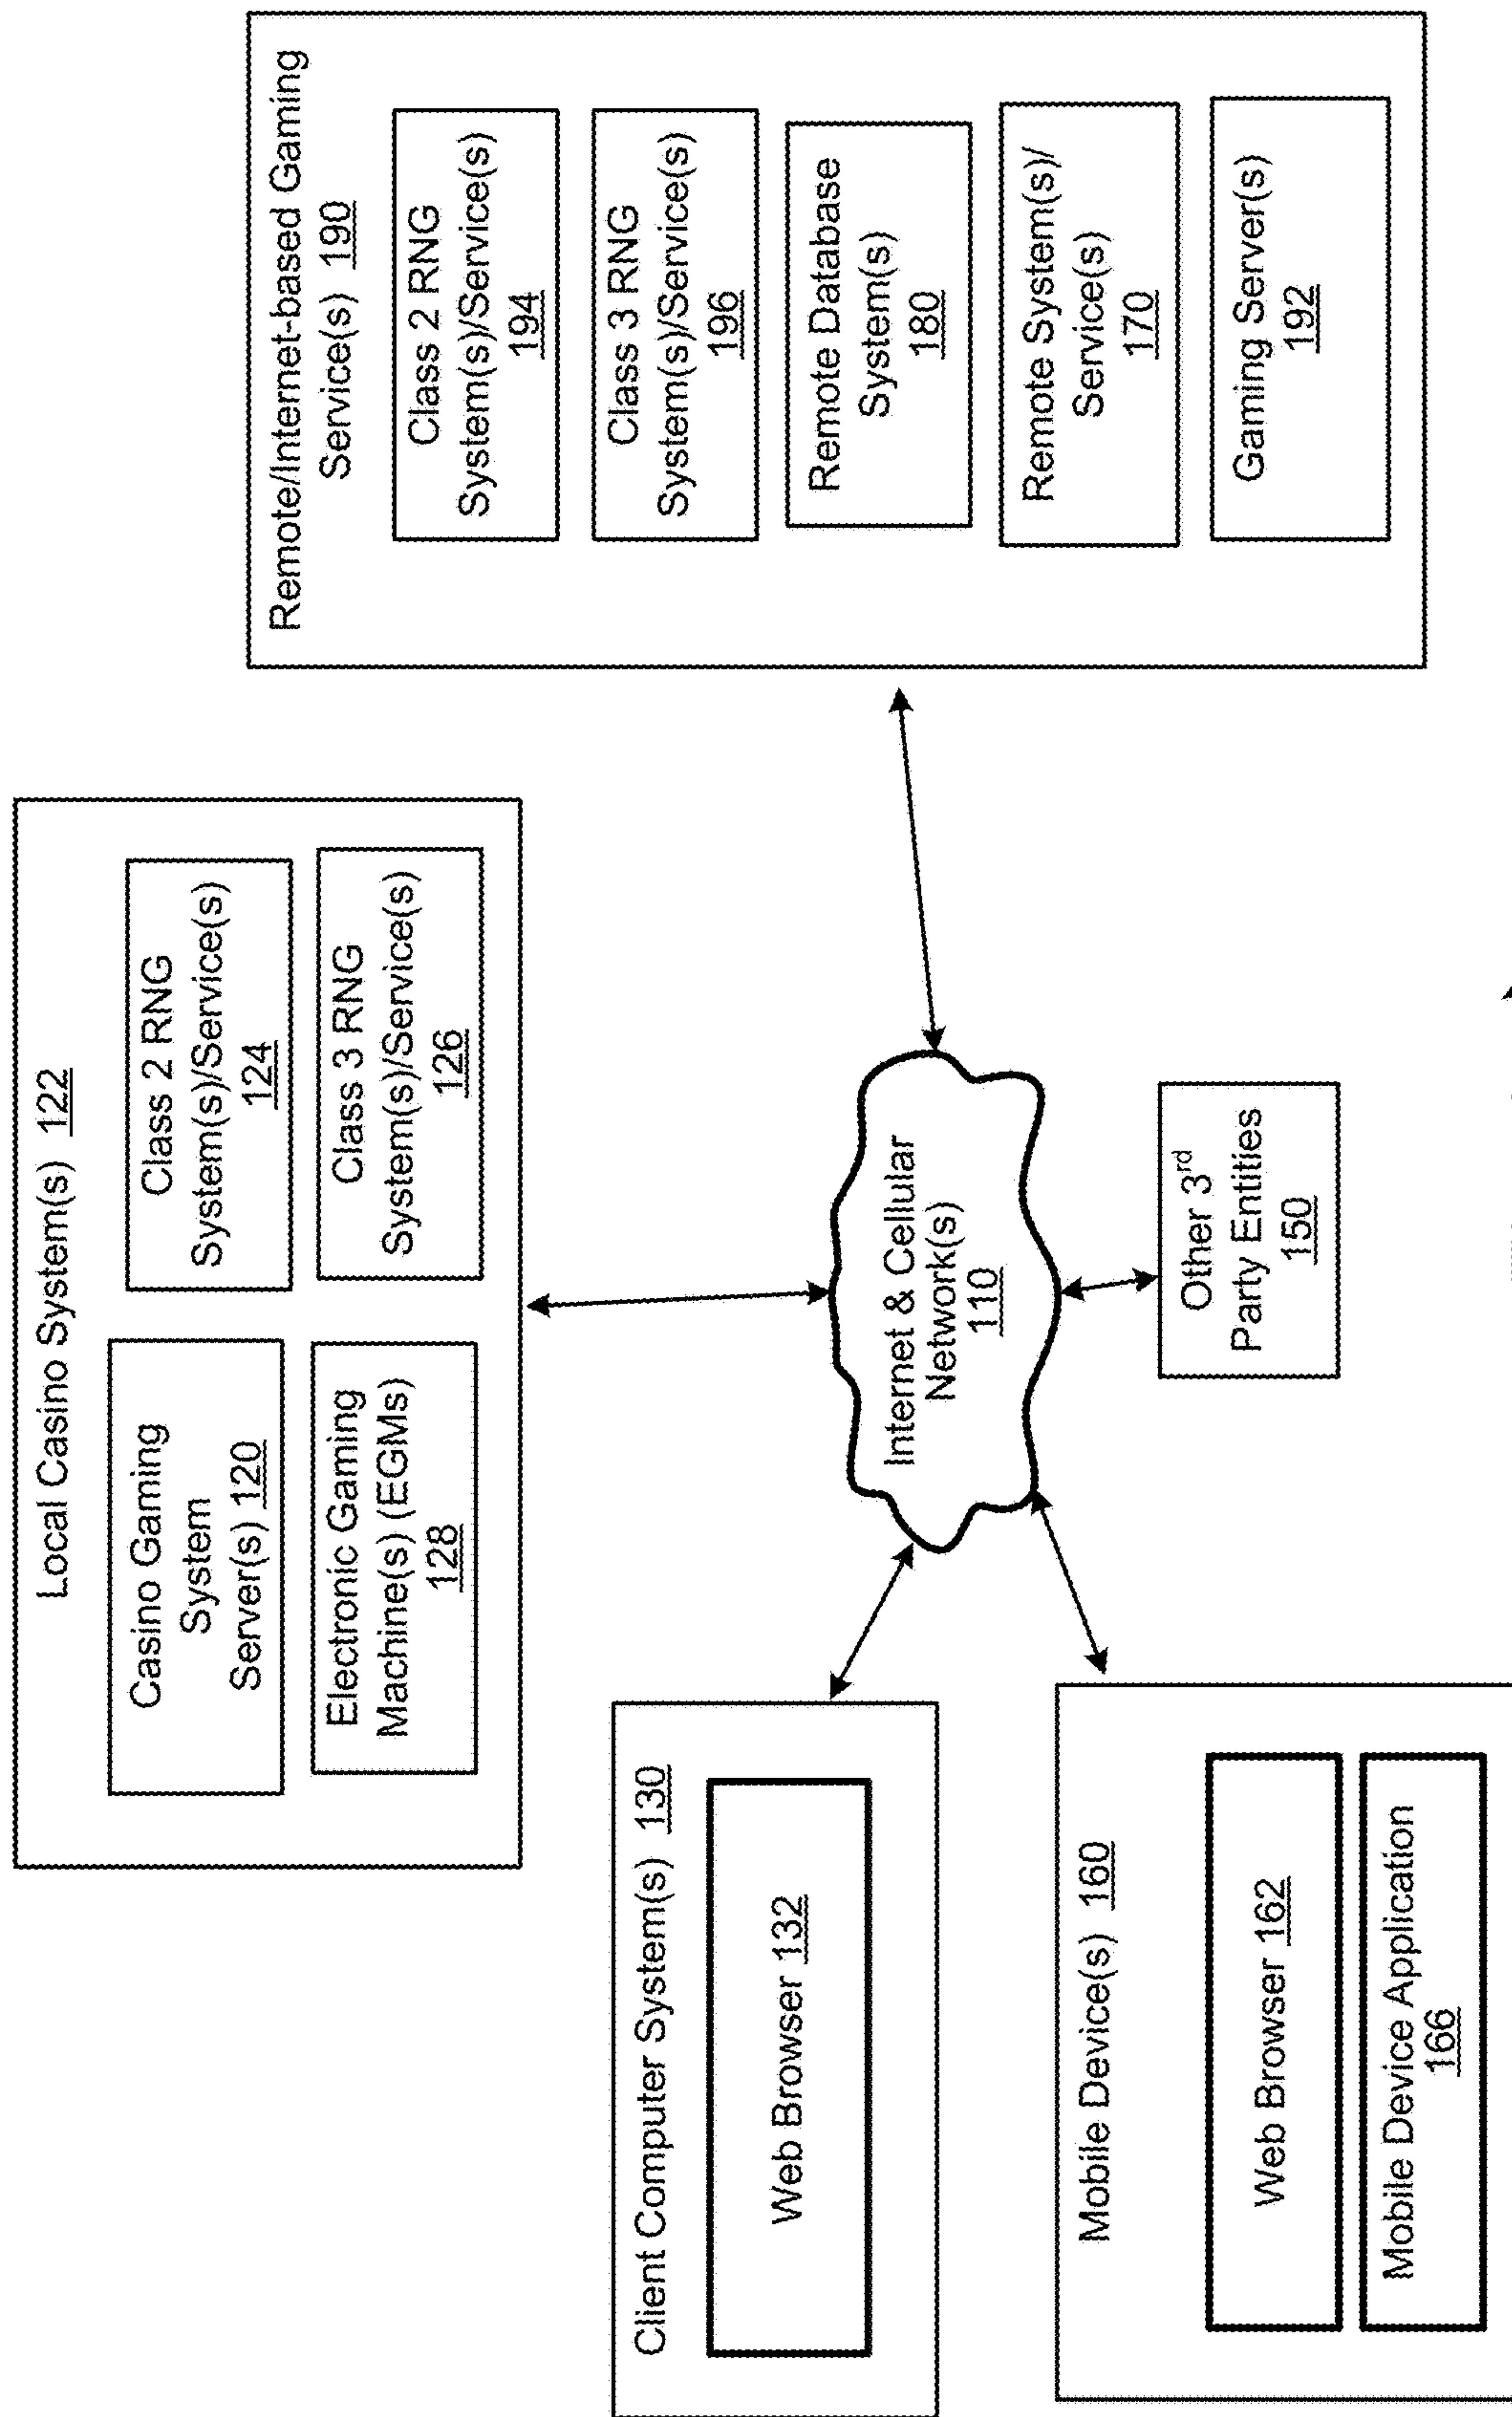 Local Casino System(s) 122
Casino Gaming
System
Server(s) 120
Class 2 RNG
System(s)/Service(s)
124
Electronic Gaming
Machine(s) (EGMs)
128
Class 3 RNG
System(s)/Service(s)
126
Remote/Internet-based Gaming
Service(s) 190
Class 2 RNG
System(s)/Service(s)
194
Class 3 RNG
System(s)/Service(s)
196
Remote Database
System(s)
180
Remote System(s)/
Service(s)
170
Gaming Server(s)
192
Client Computer System(s) 130
Web Browser 132
Internet & Cellular
Network(s)
110
Mobile Device(s) 160
Web Browser 162
Mobile Device Application
166
Other 3rd
Party Entities
150